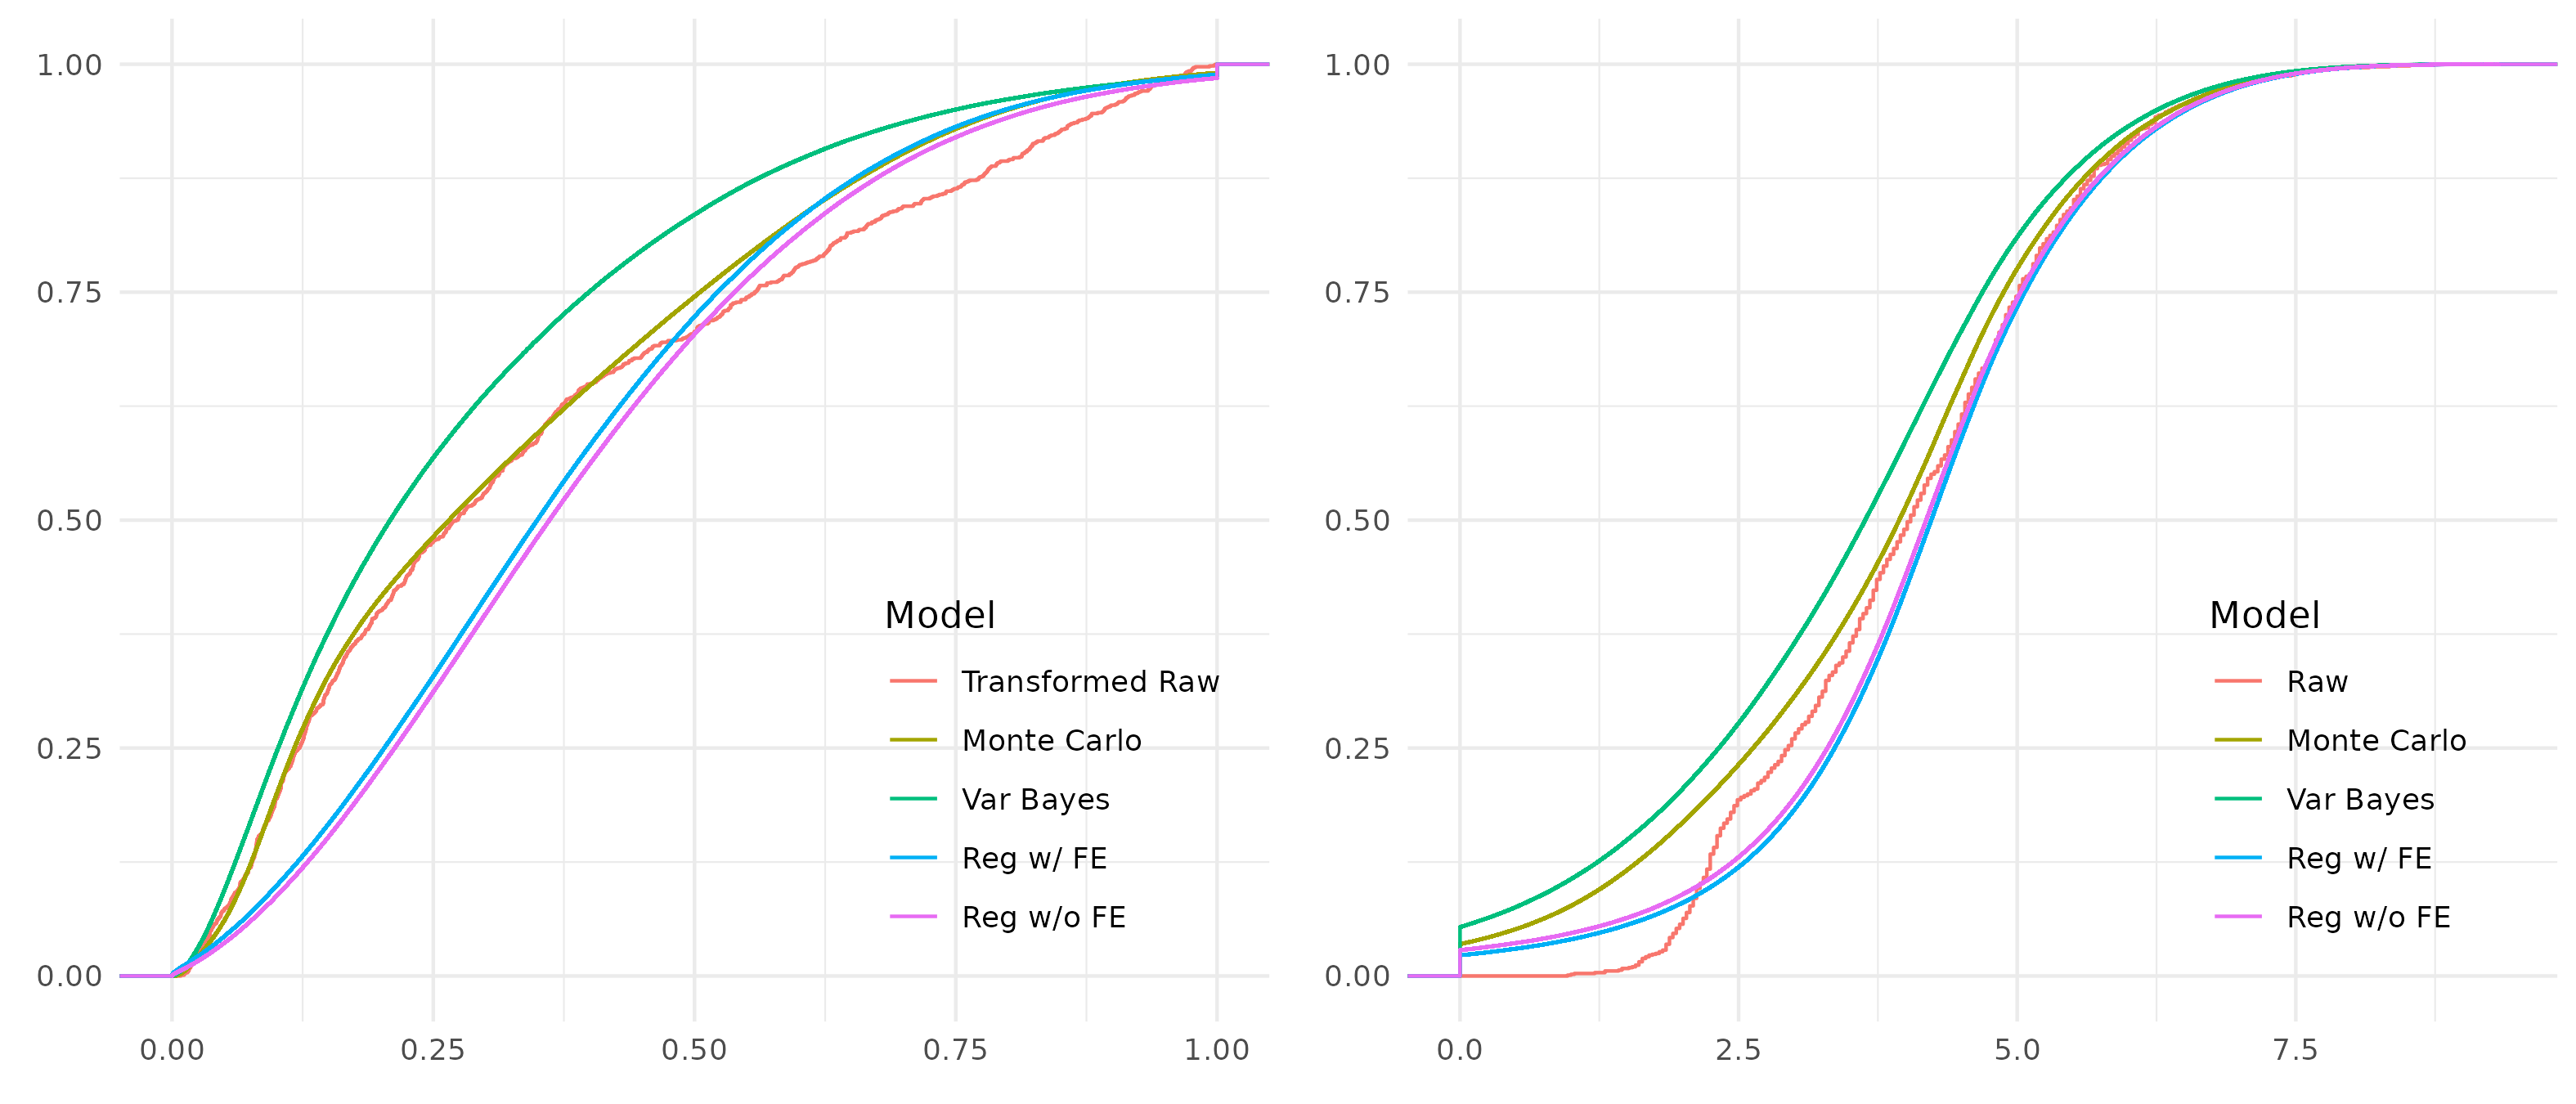 1.00
0.75
0.50
0.25
0.00
0.00 0.25 0.50 0.75 1.00
Model
Transformed Raw
Monte Carlo
Var Bayes
Reg w/ FE
Reg w/o FE
1.00
0.75
0.50
0.25
0.00
0.0 2.5 5.0 7.5
Model
Raw
Monte Carlo
Var Bayes
Reg w/ FE
Reg w/o FE